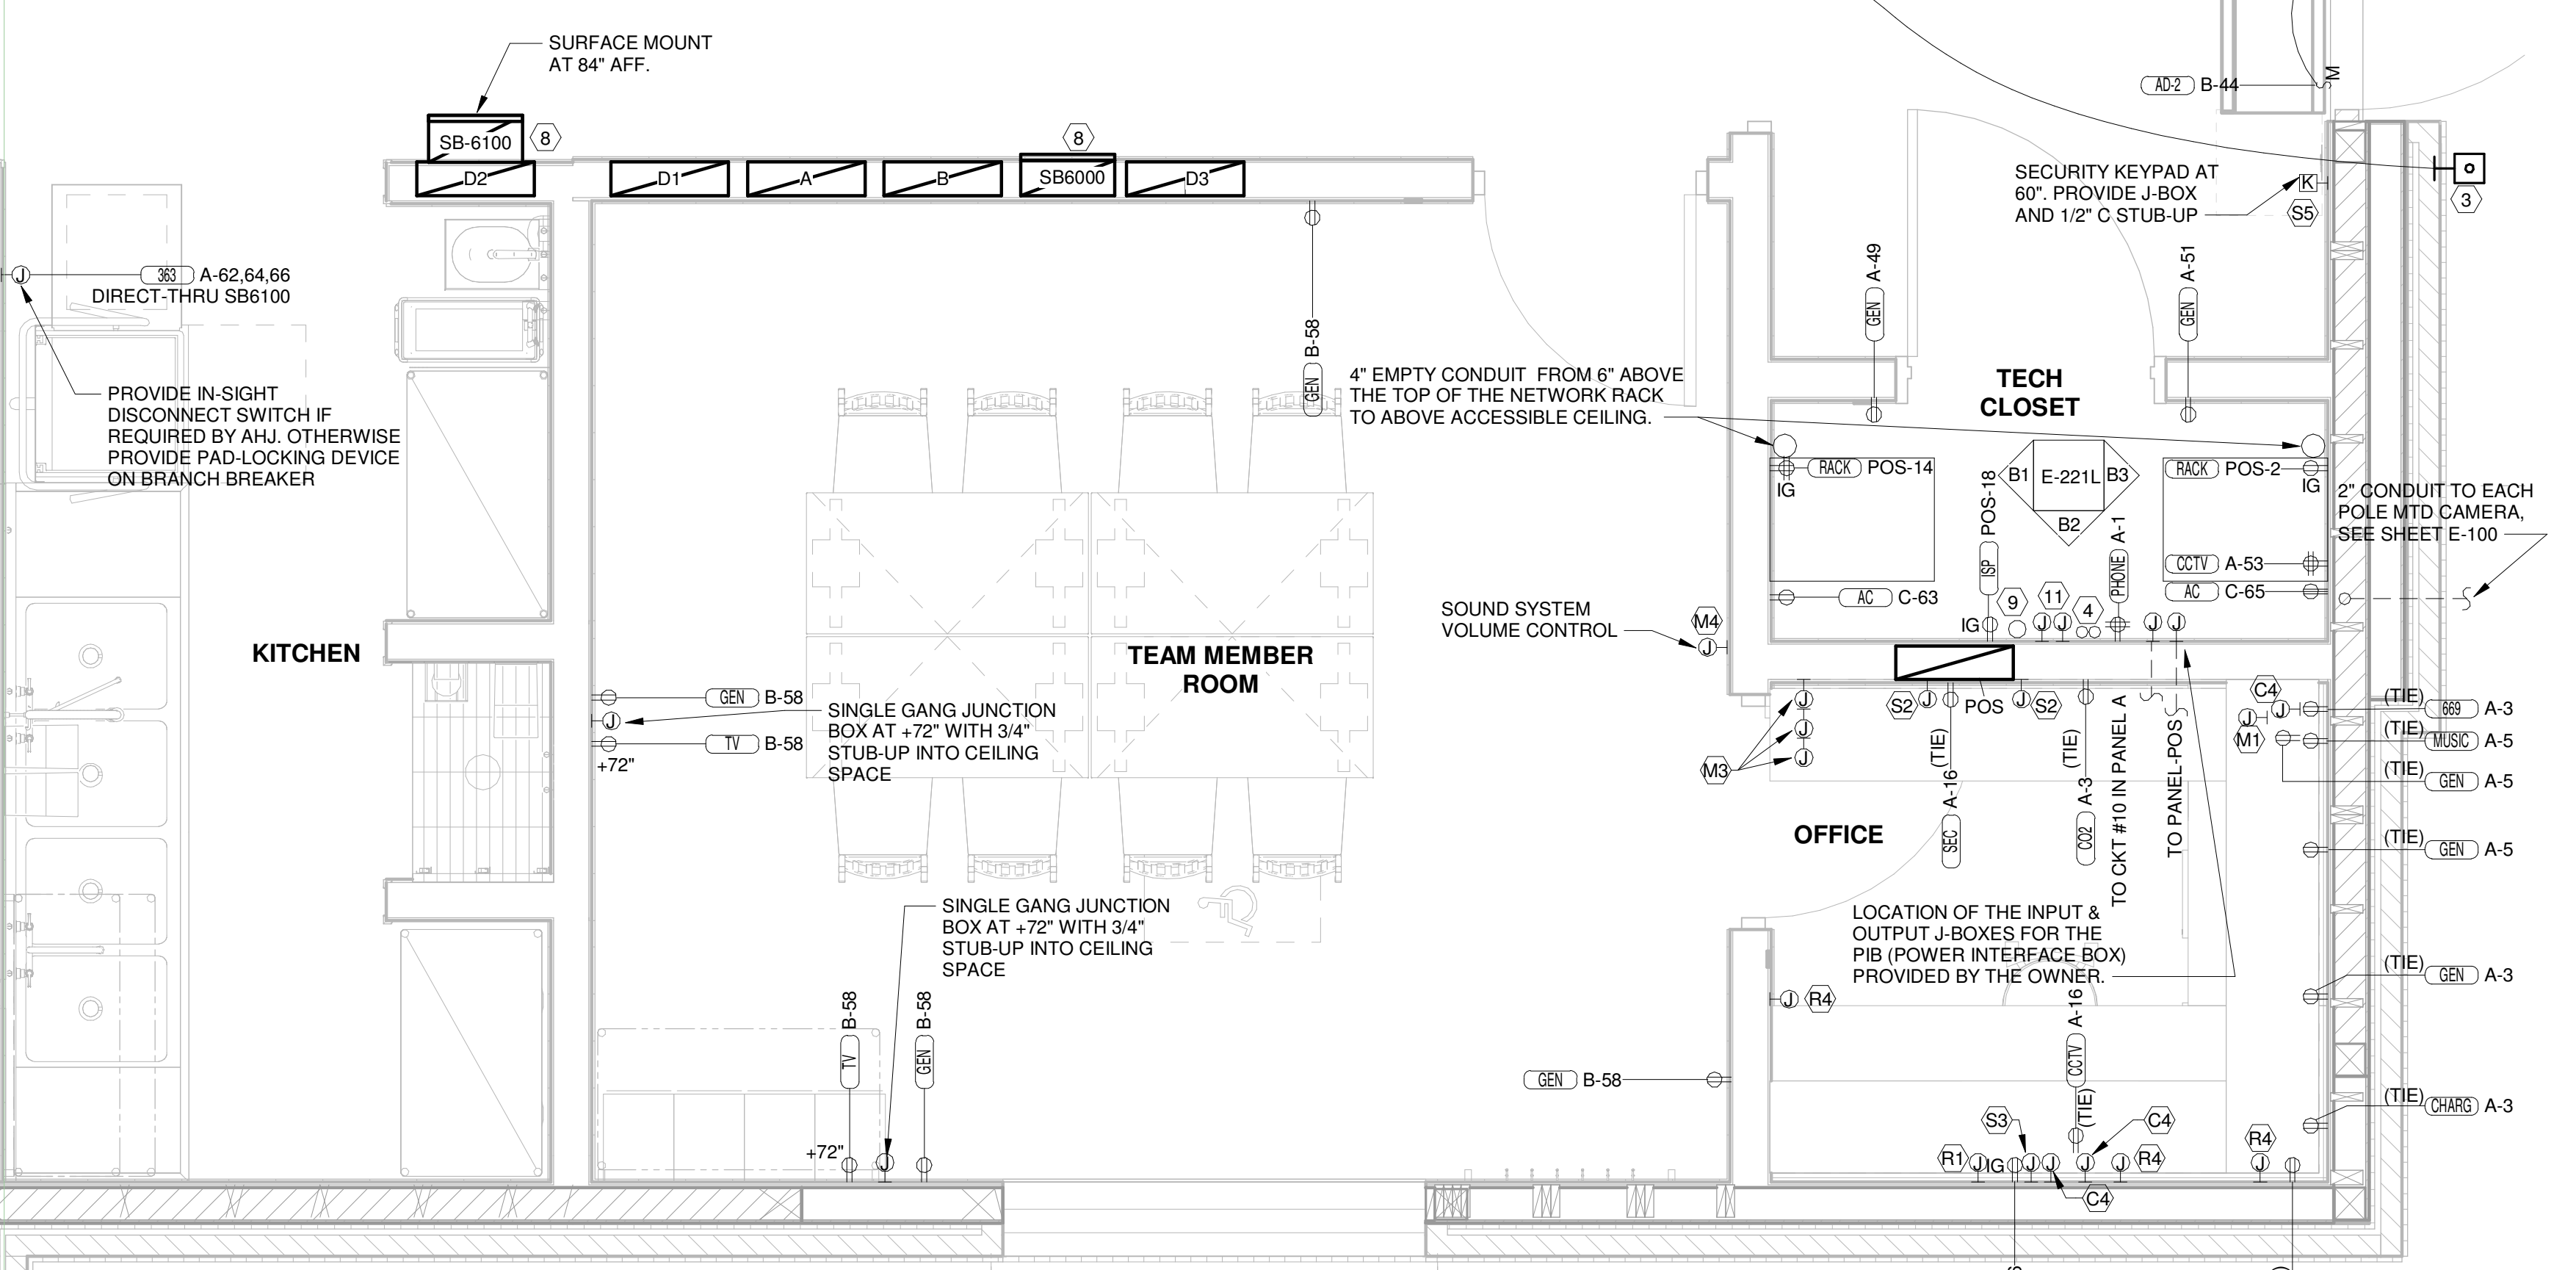 SURFACE MOUNT
AT 84" AFF.
SB-6100
8
D2
D1
A
B
SB6000
8
D3
363 A-62,64,66
DIRECT-THRU SB6100
PROVIDE IN-SIGHT
DISCONNECT SWITCH IF
REQUIRED BY AHJ. OTHERWISE
PROVIDE PAD-LOCKING DEVICE
ON BRANCH BREAKER
J
KITCHEN
GEN B-58
TEAM MEMBER
ROOM
GEN B-58
J
TV B-58
+72"
SINGLE GANG JUNCTION
BOX AT +72" WITH 3/4"
STUB-UP INTO CEILING
SPACE
SINGLE GANG JUNCTION
BOX AT +72" WITH 3/4"
STUB-UP INTO CEILING
SPACE
TV B-58
GEN B-58
+72"
J
GEN B-58
AD-2 B-44
M
SECURITY KEYPAD AT
60". PROVIDE J-BOX
AND 1/2" C STUB-UP
K
S5
3
GEN A-49
GEN A-51
4" EMPTY CONDUIT FROM 6" ABOVE
THE TOP OF THE NETWORK RACK
TO ABOVE ACCESSIBLE CEILING.
TECH
CLOSET
RACK POS-14
IG
B1
E-221L
B3
B2
RACK POS-2
IG
2" CONDUIT TO EACH
POLE MTD CAMERA,
SEE SHEET E-100
ISP POS-18
PHONE A-1
CCTV A-53
AC C-65
AC C-63
IG
9
11
4
J
J
J
J
SOUND SYSTEM
VOLUME CONTROL
M4
J
POS
S2
J
J
S2
M3
J
J
J
(TIE)
SEC A-16
(TIE)
CO2 A-3
TO CKT #10 IN PANEL A
TO PANEL-POS
C4
J
J
M1
(TIE)
669 A-3
(TIE)
MUSIC A-5
(TIE)
GEN A-5
(TIE)
GEN A-5
(TIE)
GEN A-3
(TIE)
CHARG A-3
OFFICE
LOCATION OF THE INPUT &
OUTPUT J-BOXES FOR THE
PIB (POWER INTERFACE BOX)
PROVIDED BY THE OWNER.
J
R4
CCTV A-16
(TIE)
S3
C4
R1
J
IG
J
J
J
J
R4
C4
R4
J